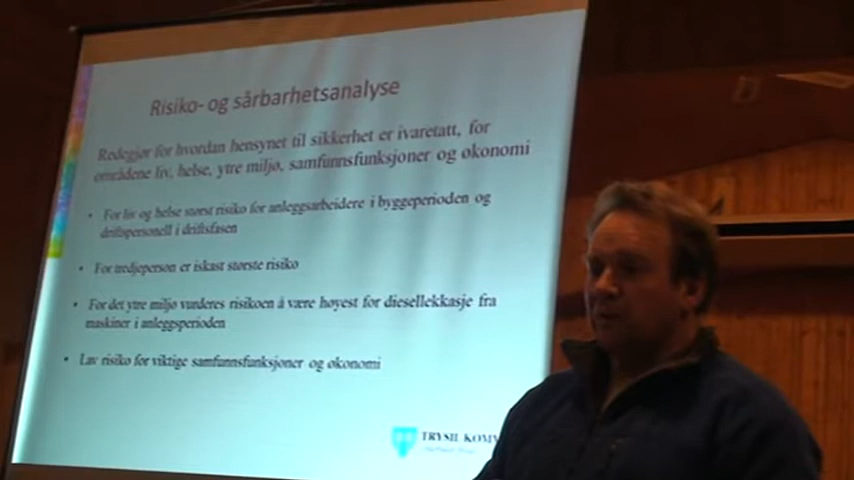 Risiko- og sårbarhetsanalyse
Redegjør for hvordan hensynet til sikkerhet er ivaretatt, for
områdene liv, helse, ytre miljø, samfunnsfunksjoner og økonomi
• For liv og helse størst risiko for anleggsarbeidere i byggeperioden og
driftspersonell i driftsfasen
• For tredjeperson er iskast største risiko
• For det ytre miljø vurderes risikoen å være høyest for diesellekkasje fra
maskiner i anleggsperioden
• Lav risiko for viktige samfunnsfunksjoner og økonomi
TRYSIL KOMM